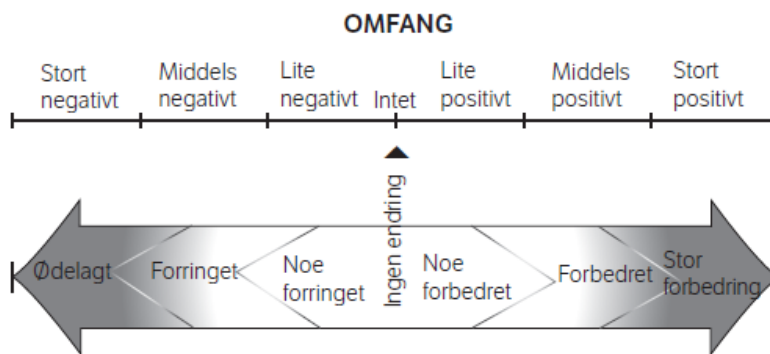 OMFANG
Stort
negativt
Middels
negativt
Lite
negativt
Intet
Lite
positivt
Middels
positivt
Stort
positivt
Ingen endring
Ødelagt
Forringet
Noe
forringet
Noe
forbedret
Forbedret
Stor
forbedring